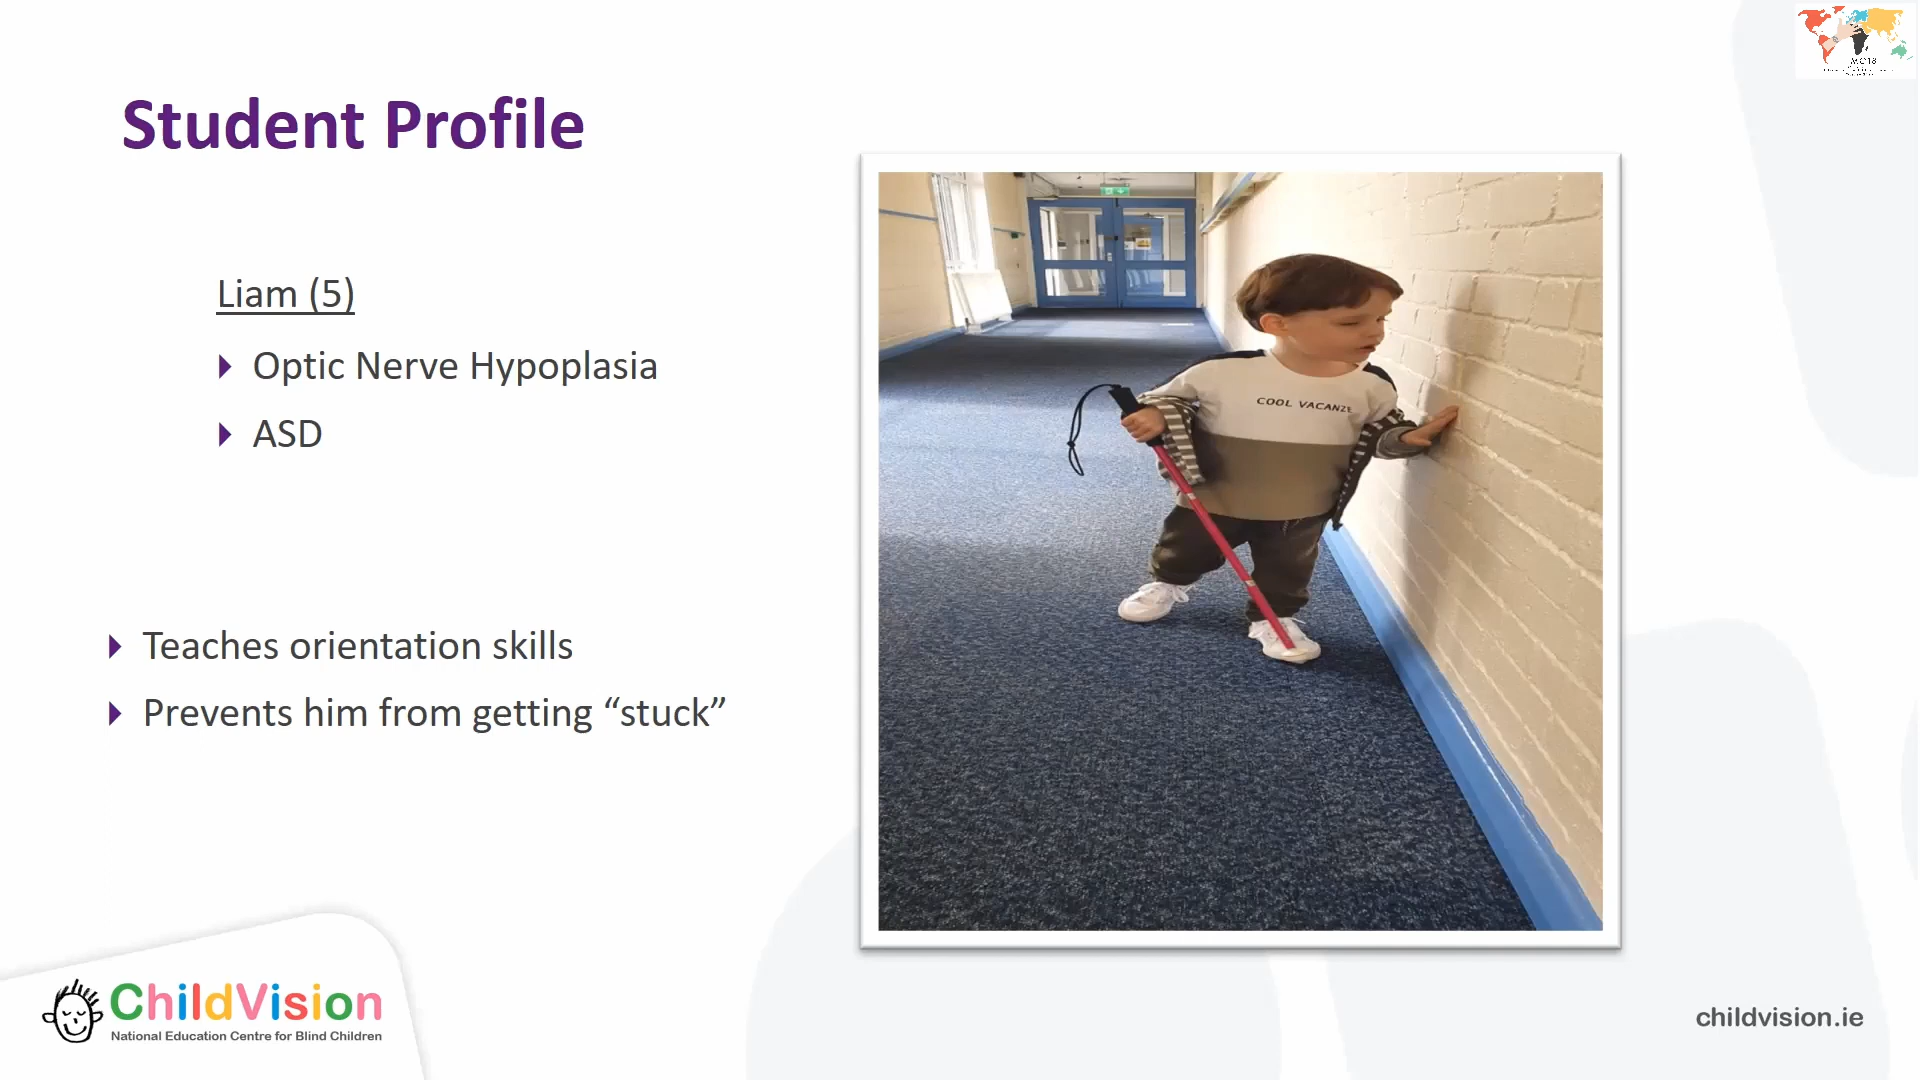 Student Profile
Liam (5)
Optic Nerve Hypoplasia
ASD
Teaches orientation skills
Prevents him from getting “stuck”
COOL VACANZE
ChildVision
National Education Centre for Blind Children
childvision.ie